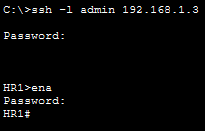 C:\>ssh -l admin 192.168.1.3
Password:
HR1>ena
Password:
HR1#